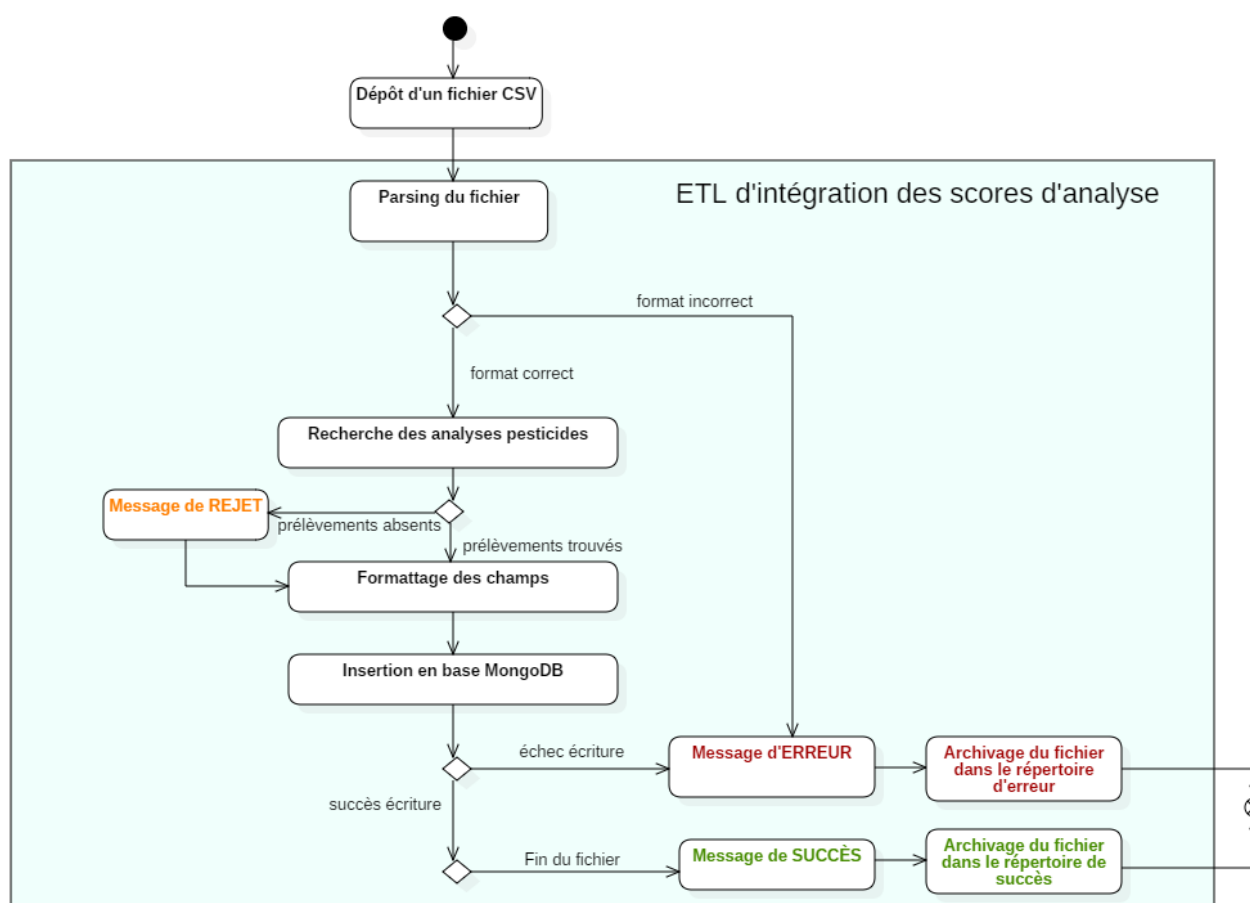 Dépôt d'un fichier CSV
Parsing du fichier
ETL d'intégration des scores d'analyse
format incorrect
format correct
Recherche des analyses pesticides
Message de REJET
prélèvements absents
prélèvements trouvés
Formattage des champs
Insertion en base MongoDB
échec écriture
Message d'ERREUR
Archivage du fichier
dans le répertoire
d'erreur
succès écriture
Fin du fichier
Message de SUCCÈS
Archivage du fichier
dans le répertoire de
succès